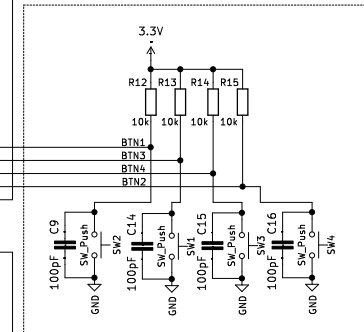 3.3V
R12 R13 R14 R15
10k 10k 10k 10k
BTN1
BTN3
BTN4
BTN2
C9 100pF SW_Push SW2
C14 100pF SW_Push SW1
C15 100pF SW_Push SW3
C16 100pF SW_Push SW4
GND GND GND GND